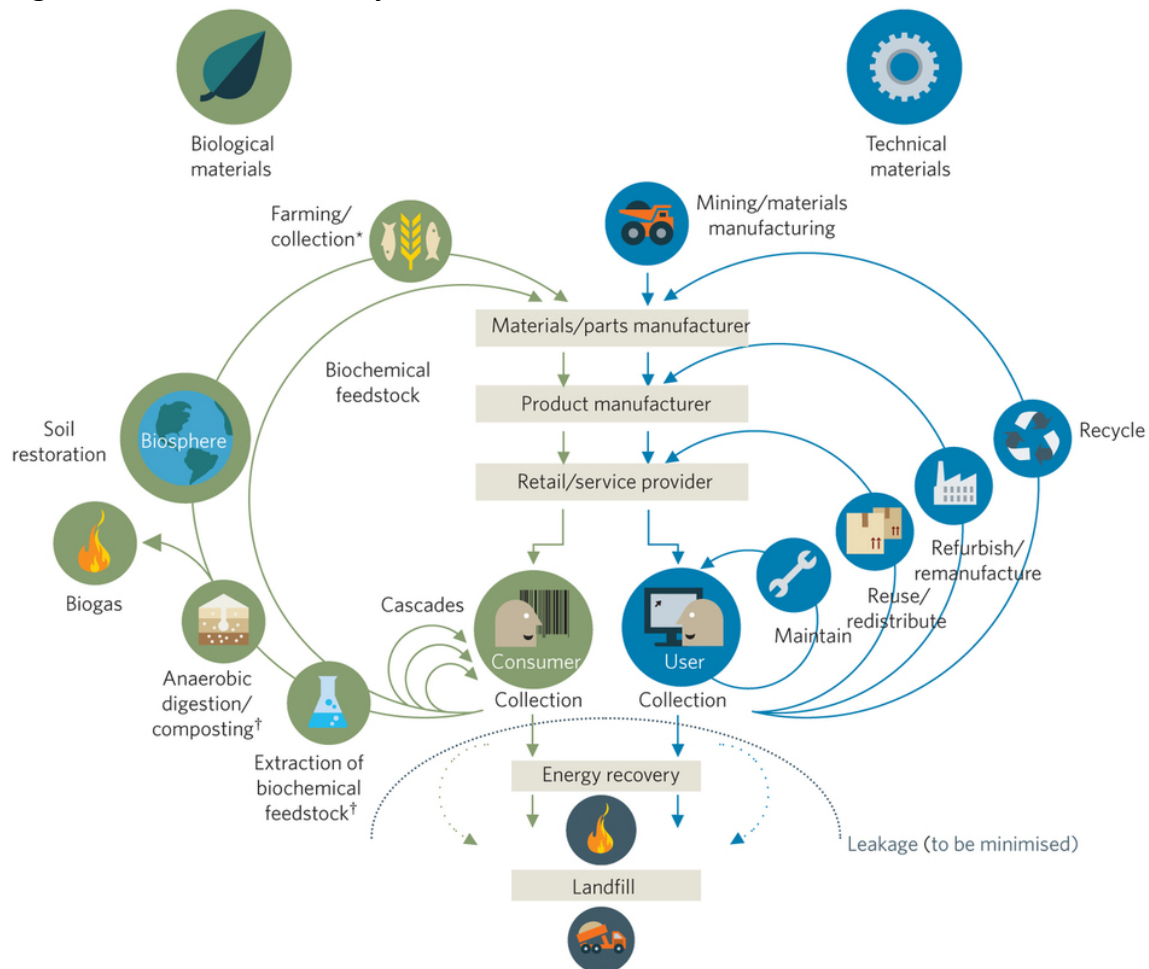 Biological
materials
Technical
materials
Farming/
collection*
Mining/materials
manufacturing
Materials/parts manufacturer
Biochemical
feedstock
Product manufacturer
Soil
restoration
Biosphere
Recycle
Retail/service provider
Biogas
Refurbish/
remanufacture
Reuse/
redistribute
Cascades
Maintain
Consumer
User
Collection
Collection
Anaerobic
digestion/
composting†
Extraction of
biochemical
feedstock†
Energy recovery
Leakage (to be minimised)
Landfill